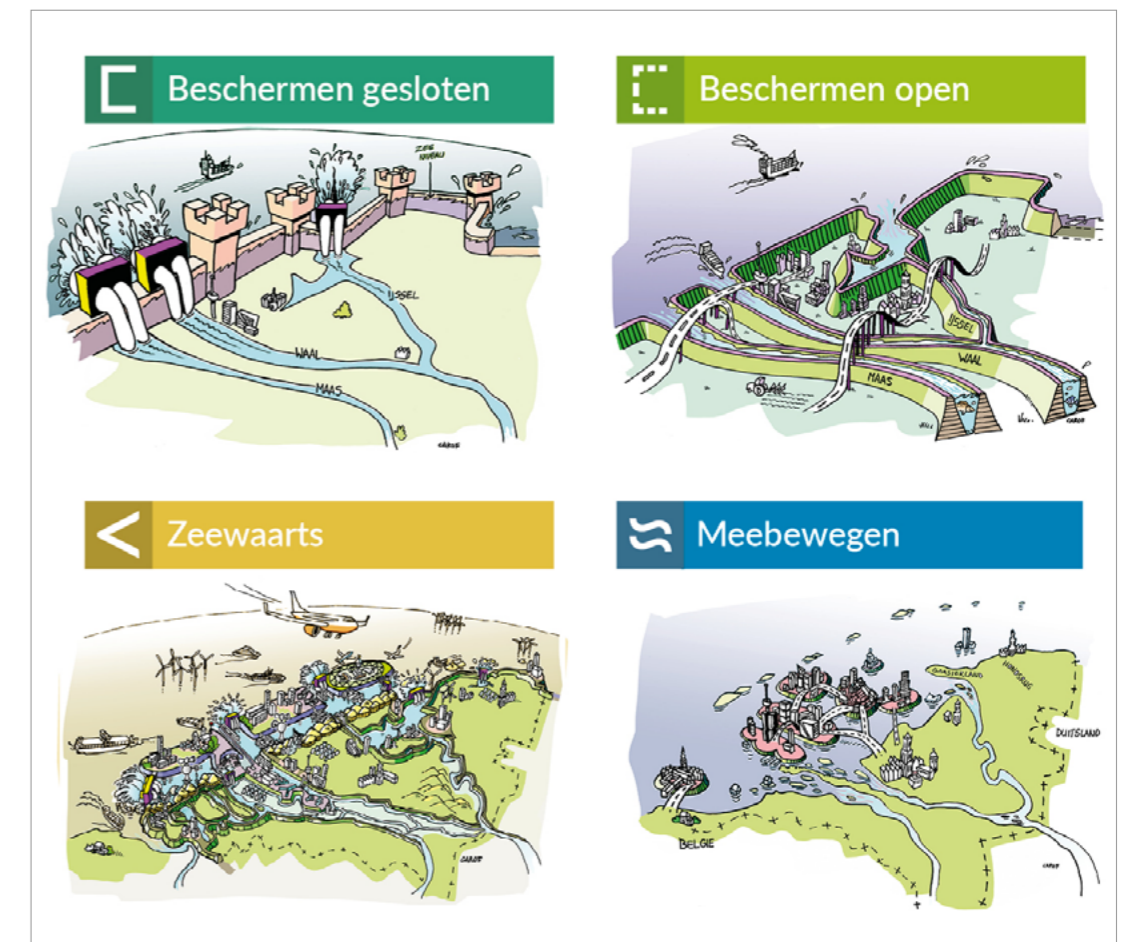 Beschermen gesloten
Beschermen open
ZEE
NIVEAU
IJSSEL
WAAL
MAAS
IJSSEL
WAAL
MAAS
Zeewaarts
Meebewegen
GAASTERLAND
HONDSRUG
DUITSLAND
BELGIE